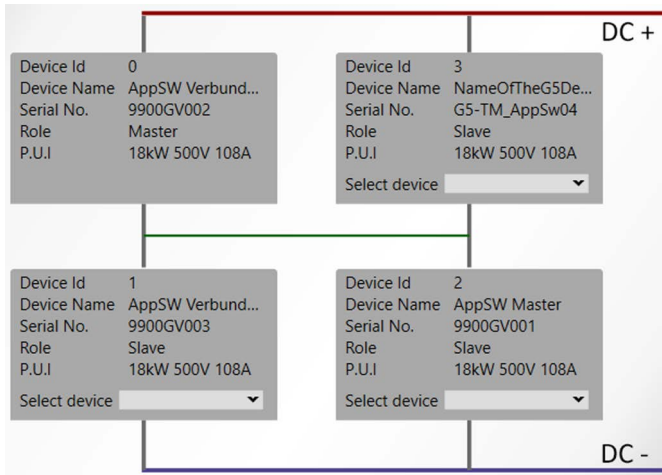 DC +
Device Id 0
Device Name AppSW Verbund...
Serial No. 9900GV002
Role Master
P.U.I 18kW 500V 108A
Device Id 3
Device Name NameOfTheG5De...
Serial No. G5-TM_AppSw04
Role Slave
P.U.I 18kW 500V 108A
Select device
Device Id 1
Device Name AppSW Verbund...
Serial No. 9900GV003
Role Slave
P.U.I 18kW 500V 108A
Select device
Device Id 2
Device Name AppSW Master
Serial No. 9900GV001
Role Slave
P.U.I 18kW 500V 108A
Select device
DC -